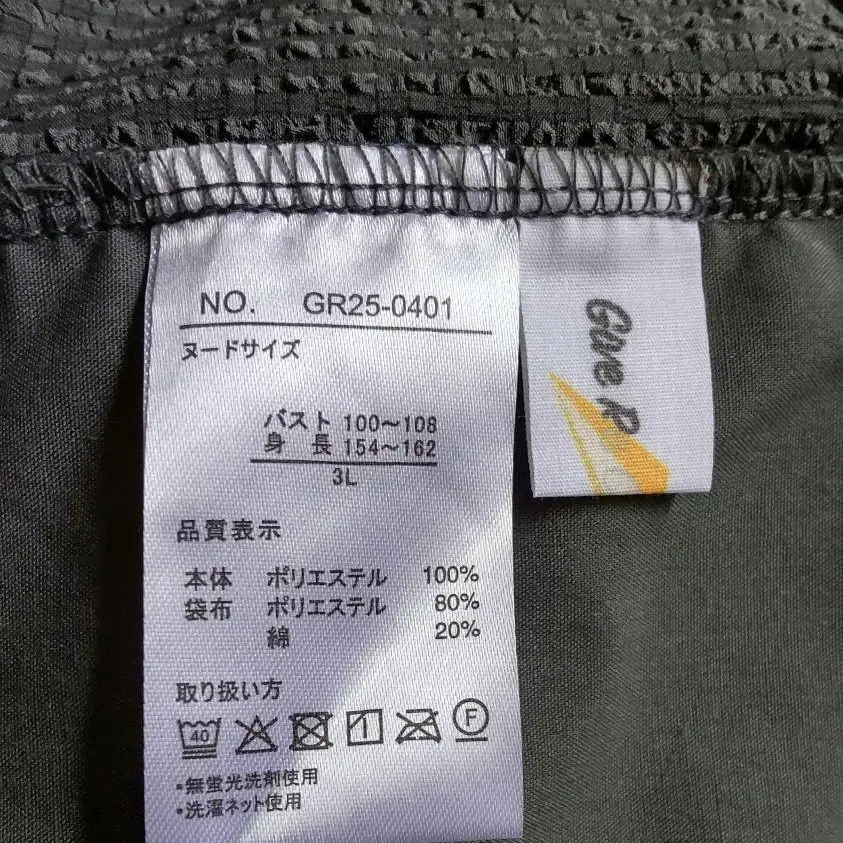 NO. GR25-0401
ヌードサイズ
バスト 100〜108
身 長 154〜162
3L
品質表示
本体 ポリエステル 100%
袋布 ポリエステル 80%
綿 20%
取り扱い方
40 1 F
・無蛍光洗剤使用
・洗濯ネット使用
Give R